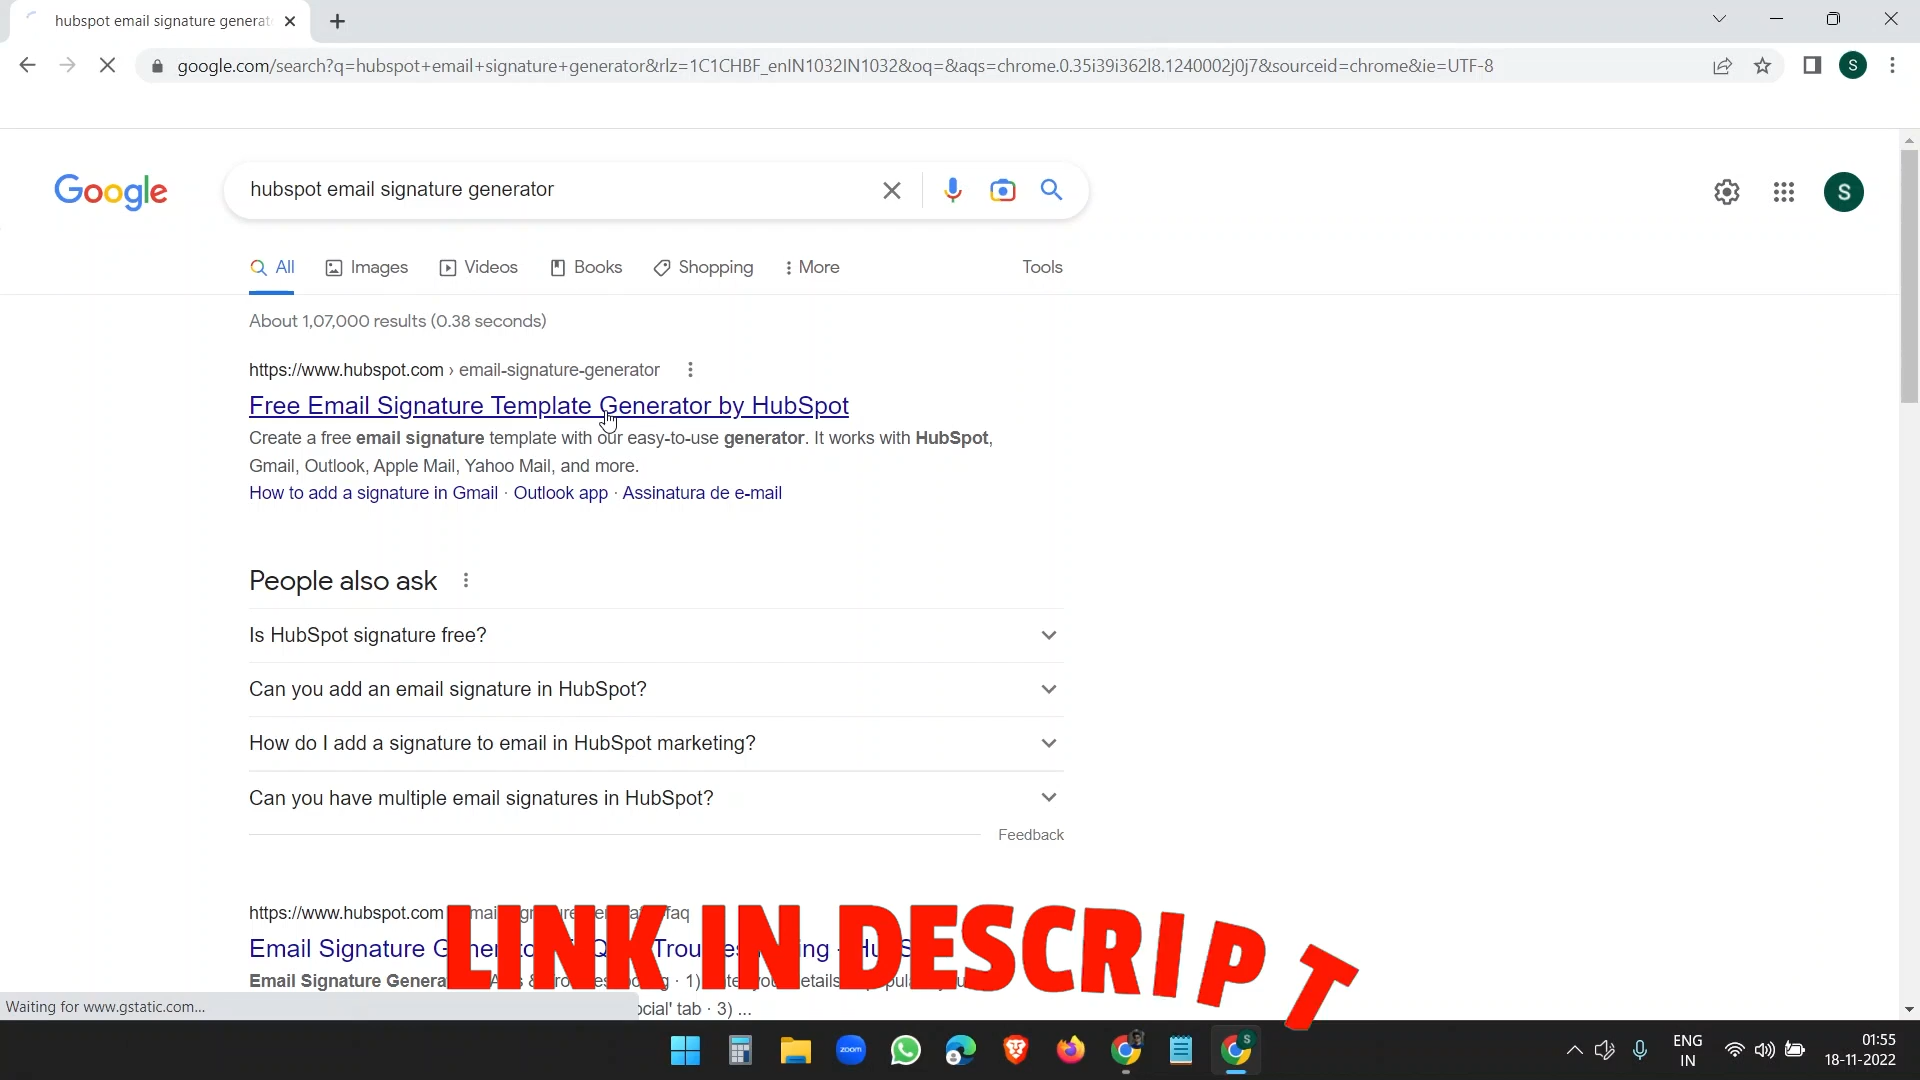 hubspot email signature generat
google.com/search?q=hubspot+email+signature+generator&rlz=1C1CHBF_enIN1032IN1032&oq=&aqs=chrome.0.35i39i362l8.1240002j0j7&sourceid=chrome&ie=UTF-8
S
Google
hubspot email signature generator
S
All
Images
Videos
Books
Shopping
More
Tools
About 1,07,000 results (0.38 seconds)
https://www.hubspot.com › email-signature-generator
Free Email Signature Template Generator by HubSpot
Create a free email signature template with our easy-to-use generator. It works with HubSpot,
Gmail, Outlook, Apple Mail, Yahoo Mail, and more.
How to add a signature in Gmail · Outlook app · Assinatura de e-mail
People also ask
Is HubSpot signature free?
Can you add an email signature in HubSpot?
How do I add a signature to email in HubSpot marketing?
Can you have multiple email signatures in HubSpot?
Feedback
https://www.hubspot.com
Email Signature
Email Signature
LINK IN DESCRIPT
Waiting for www.gstatic.com...
tab · 3) ...
zoom
S
ENG
IN
01:55
18-11-2022